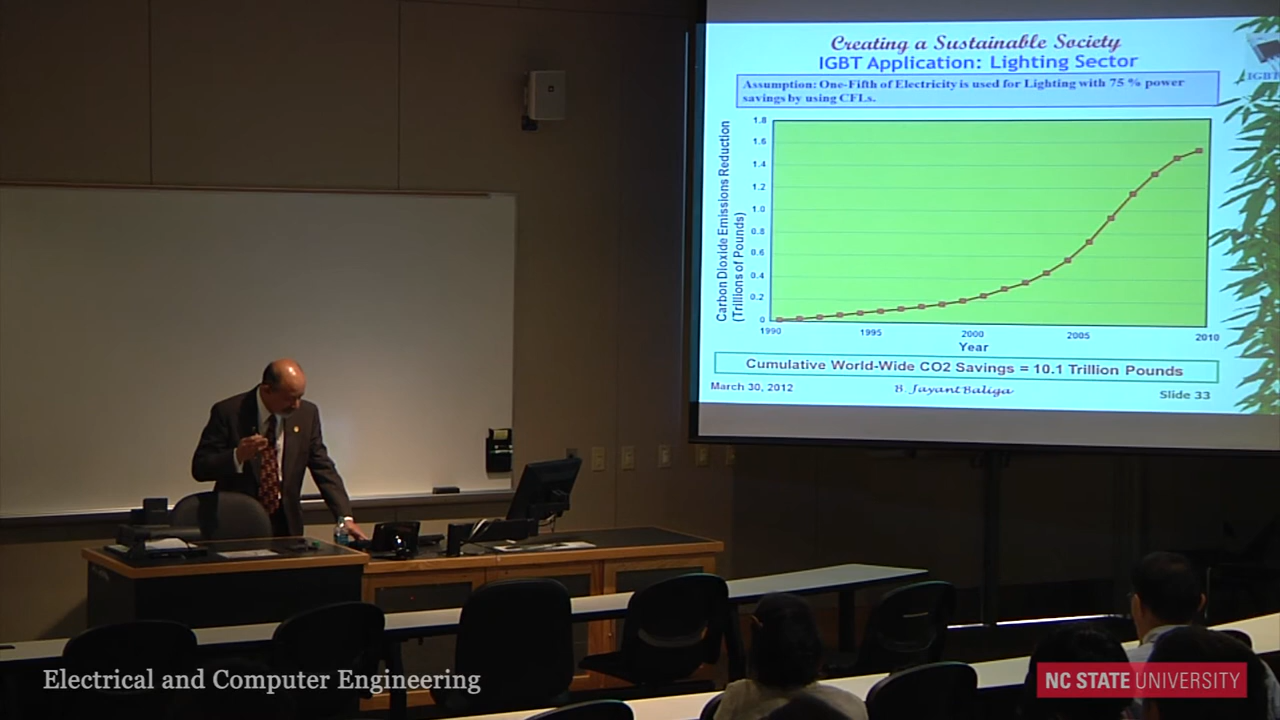 Creating a Sustainable Society
IGBT Application: Lighting Sector
IGBT
Assumption: One-Fifth of Electricity is used for Lighting with 75 % power
savings by using CFLs.
Carbon Dioxide Emissions Reduction
(Trillions of Pounds)
1.8
1.6
1.4
1.2
1.0
0.8
0.6
0.4
0.2
0
1990
1995
2000
2005
2010
Year
Cumulative World-Wide CO2 Savings = 10.1 Trillion Pounds
March 30, 2012
B. Jayant Baliga
Slide 33
Electrical and Computer Engineering
NC STATE UNIVERSITY